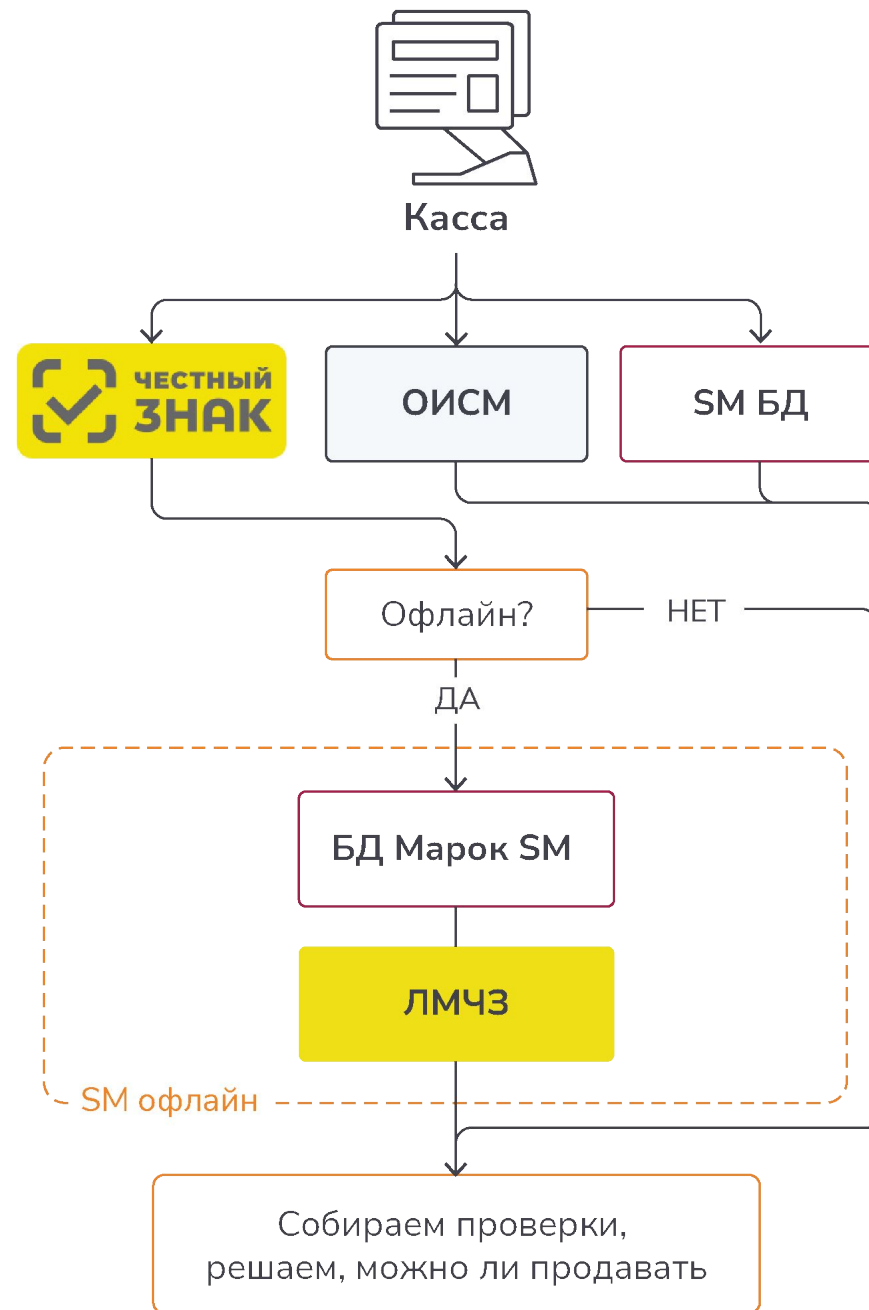 Касса
ЧЕСТНЫЙ
ЗНАК
ОИСМ
SM БД
Офлайн?
НЕТ
ДА
БД Марок SM
ЛМЧЗ
SM офлайн
Собираем проверки,
решаем, можно ли продавать